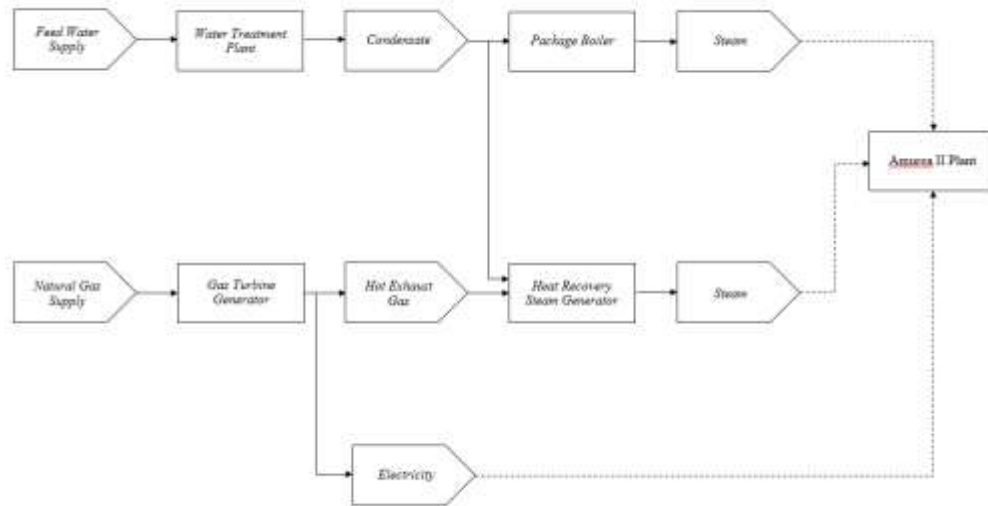 Feed Water
Supply
Water Treatment
Plant
Condensate
Package Boiler
Steam
Amurea II Plant
Natural Gas
Supply
Gas Turbine
Generator
Hot Exhaust
Gas
Heat Recovery
Steam Generator
Steam
Electricity